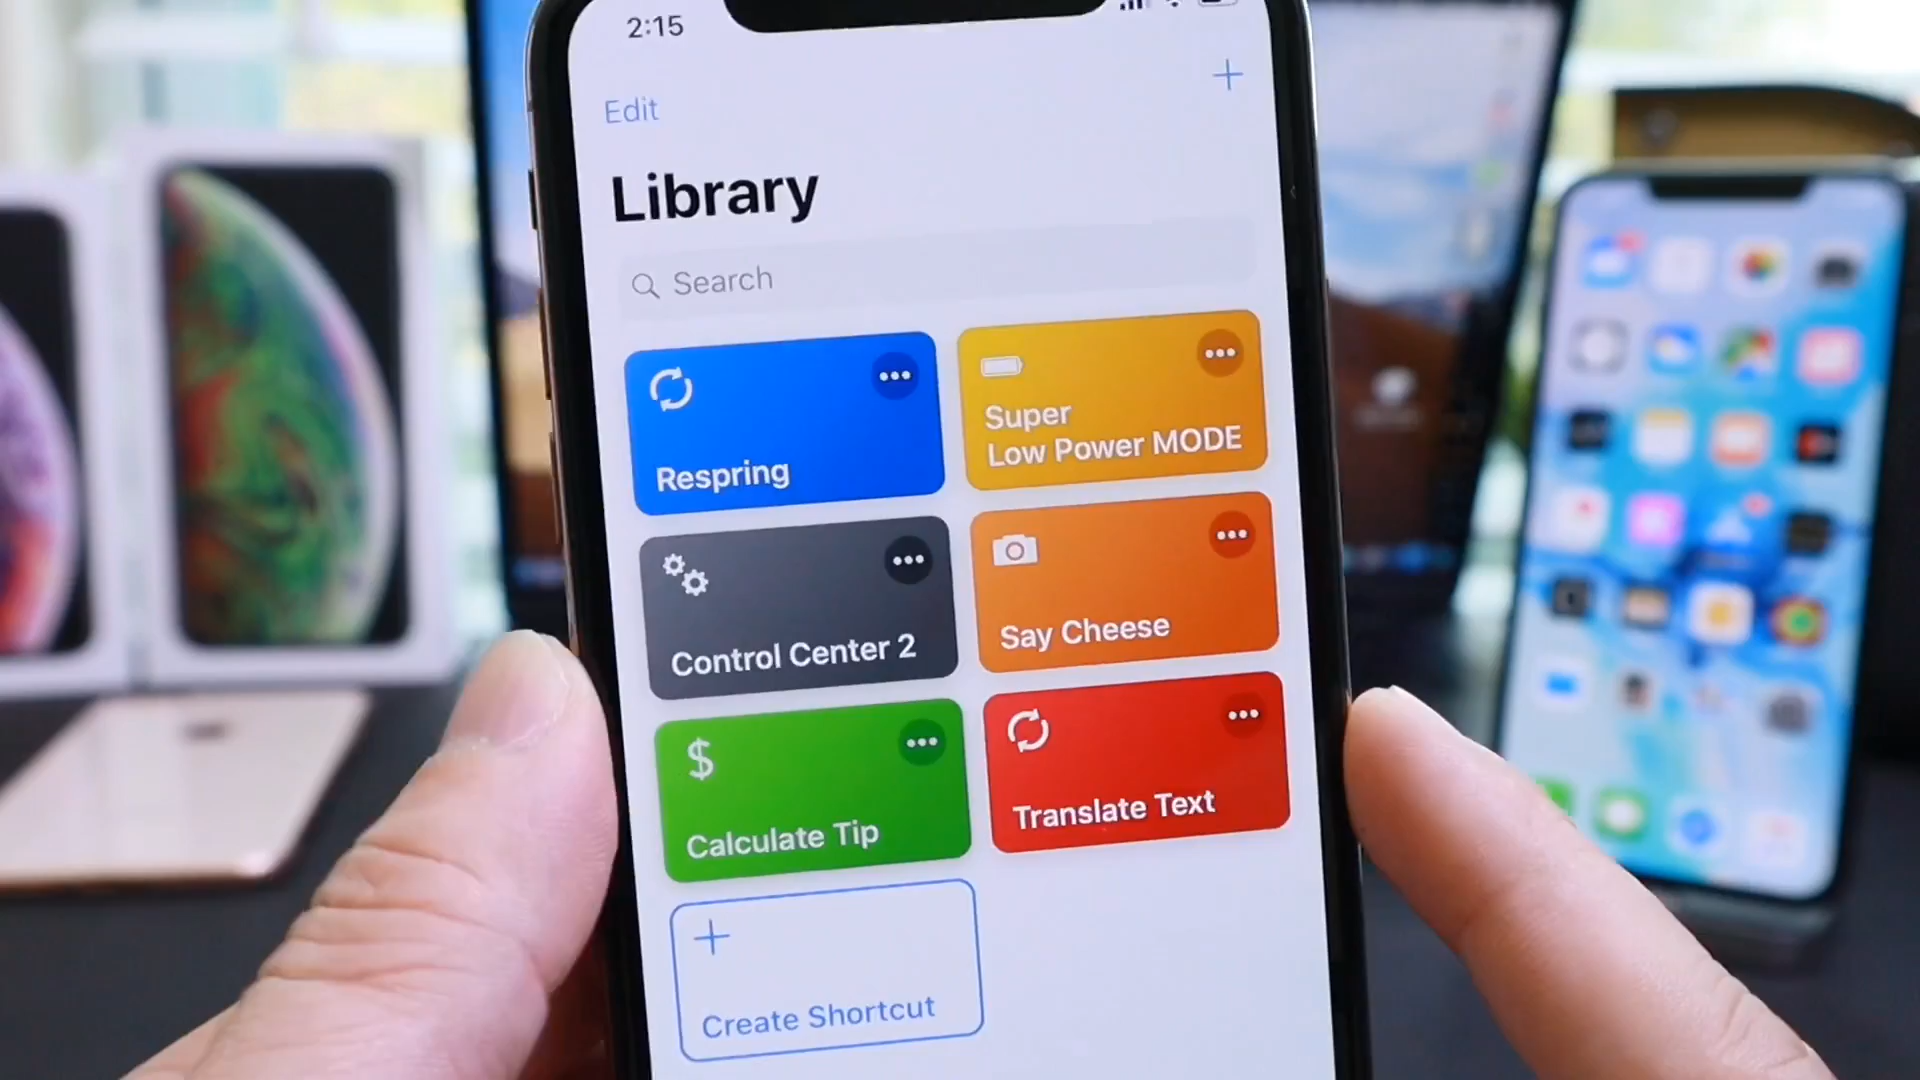 2:15
Edit
Library
Search
Respring
Super
Low Power MODE
Control Center 2
Say Cheese
$
Calculate Tip
Translate Text
Create Shortcut